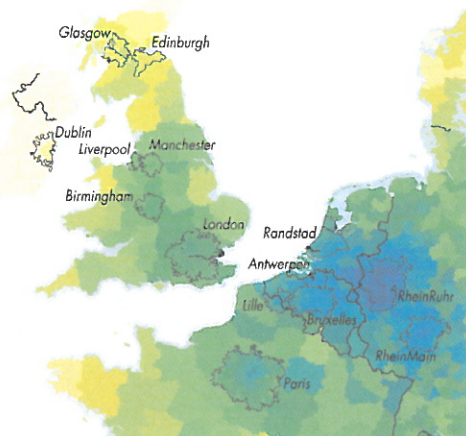 Glasgow
Edinburgh
Dublin
Liverpool
Manchester
Birmingham
London
Randstad
Antwerpen
Lille
Bruxelles
RheinRuhr
RheinMain
Paris